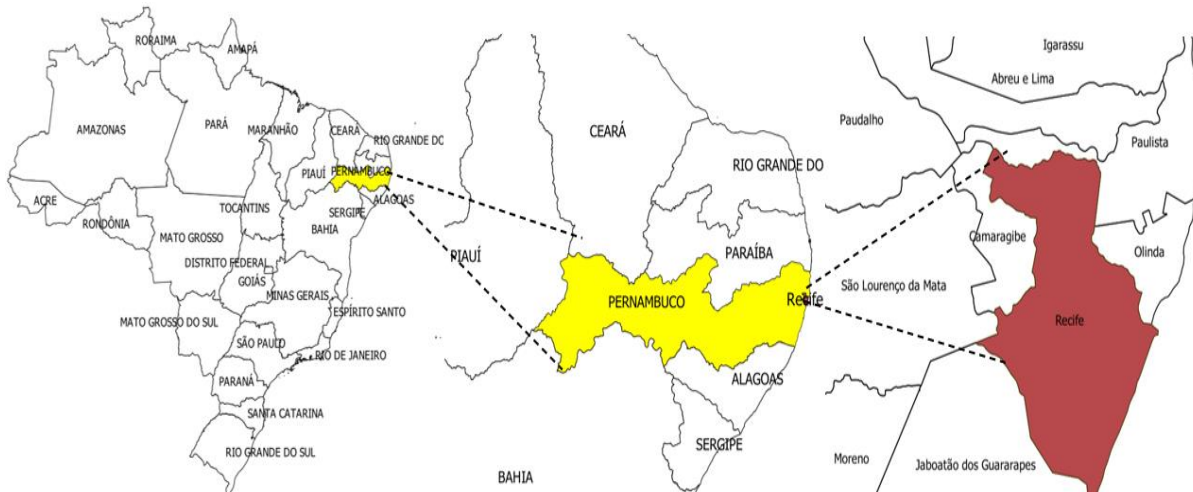 RORAIMA
AMAPÁ
AMAZONAS
PARÁ
MARANHÃO
CEARÁ
RIO GRANDE DO
PIAUÍ
PERNAMBUCO
ACRE
ALAGOAS
TOCANTINS
SERGIPE
RONDÔNIA
BAHIA
MATO GROSSO
DISTRITO FEDERAL
GOIÁS
MINAS GERAIS
ESPÍRITO SANTO
MATO GROSSO DO SUL
SÃO PAULO
RIO DE JANEIRO
PARANÁ
SANTA CATARINA
RIO GRANDE DO SUL
CEARÁ
RIO GRANDE DO
PIAUÍ
PARAÍBA
PERNAMBUCO
Recife
ALAGOAS
SERGIPE
BAHIA
Igarassu
Abreu e Lima
Paudalho
Paulista
Camaragibe
Olinda
São Lourenço da Mata
Recife
Moreno
Jaboatão dos Guararapes